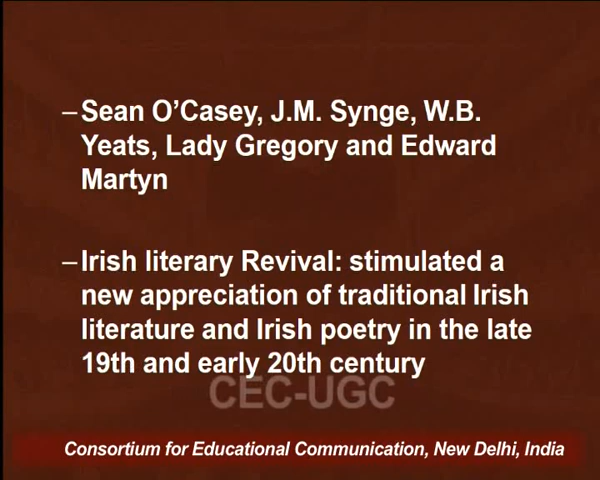 – Sean O’Casey, J.M. Synge, W.B.
Yeats, Lady Gregory and Edward
Martyn
– Irish literary Revival: stimulated a
new appreciation of traditional Irish
literature and Irish poetry in the late
19th and early 20th century
CEC-UGC
Consortium for Educational Communication, New Delhi, India